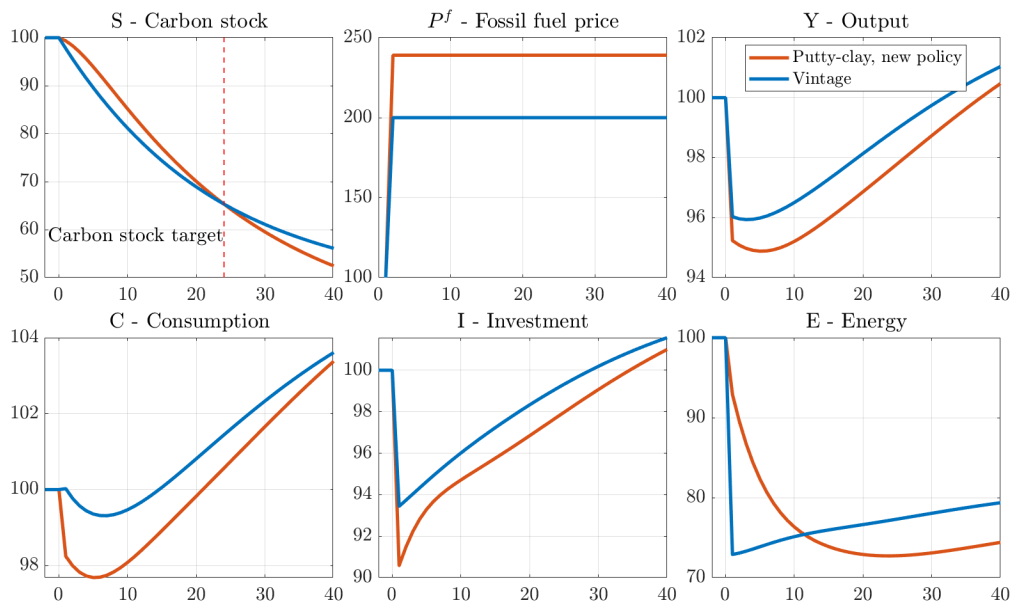 S - Carbon stock
100
90
80
70
60
50
Carbon stock target
0 10 20 30 40
P^f - Fossil fuel price
250
200
150
100
0 10 20 30 40
Y - Output
102
100
98
96
94
Putty-clay, new policy
Vintage
0 10 20 30 40
C - Consumption
104
102
100
98
0 10 20 30 40
I - Investment
100
98
96
94
92
90
0 10 20 30 40
E - Energy
100
90
80
70
0 10 20 30 40